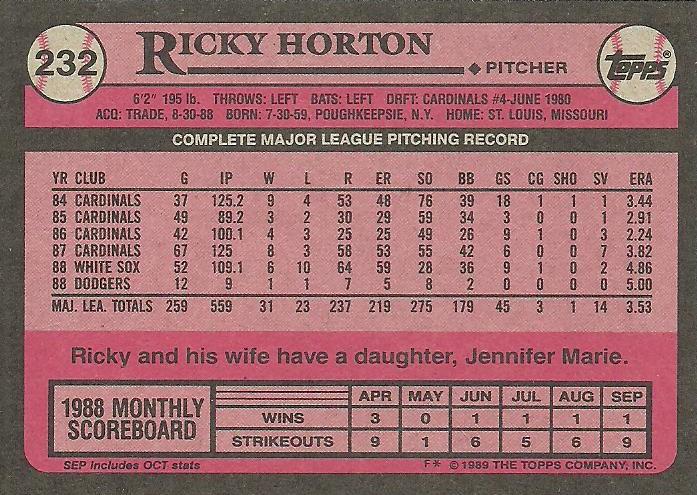 232
RICKY HORTON
PITCHER
TOPPS®
6'2" 195 lb. THROWS: LEFT BATS: LEFT DRFT: CARDINALS #4-JUNE 1980
ACQ: TRADE, 8-30-88 BORN: 7-30-59, POUGHKEEPSIE, N.Y. HOME: ST. LOUIS, MISSOURI
COMPLETE MAJOR LEAGUE PITCHING RECORD
YR CLUB G IP W L R ER SO BB GS CG SHO SV ERA
84 CARDINALS 37 125.2 9 4 53 48 76 39 18 1 1 1 3.44
85 CARDINALS 49 89.2 3 2 30 29 59 34 3 0 0 1 2.91
86 CARDINALS 42 100.1 4 3 25 25 49 26 9 1 0 3 2.24
87 CARDINALS 67 125 8 3 58 53 55 42 6 0 0 7 3.82
88 WHITE SOX 52 109.1 6 10 64 59 28 36 9 1 0 2 4.86
88 DODGERS 12 9 1 1 7 5 8 2 0 0 0 0 5.00
MAJ. LEA. TOTALS 259 559 31 23 237 219 275 179 45 3 1 14 3.53
Ricky and his wife have a daughter, Jennifer Marie.
1988 MONTHLY
SCOREBOARD
APR MAY JUN JUL AUG SEP
WINS 3 0 1 1 1 1
STRIKEOUTS 9 1 6 5 6 9
SEP includes OCT stats
F* © 1989 THE TOPPS COMPANY, INC.